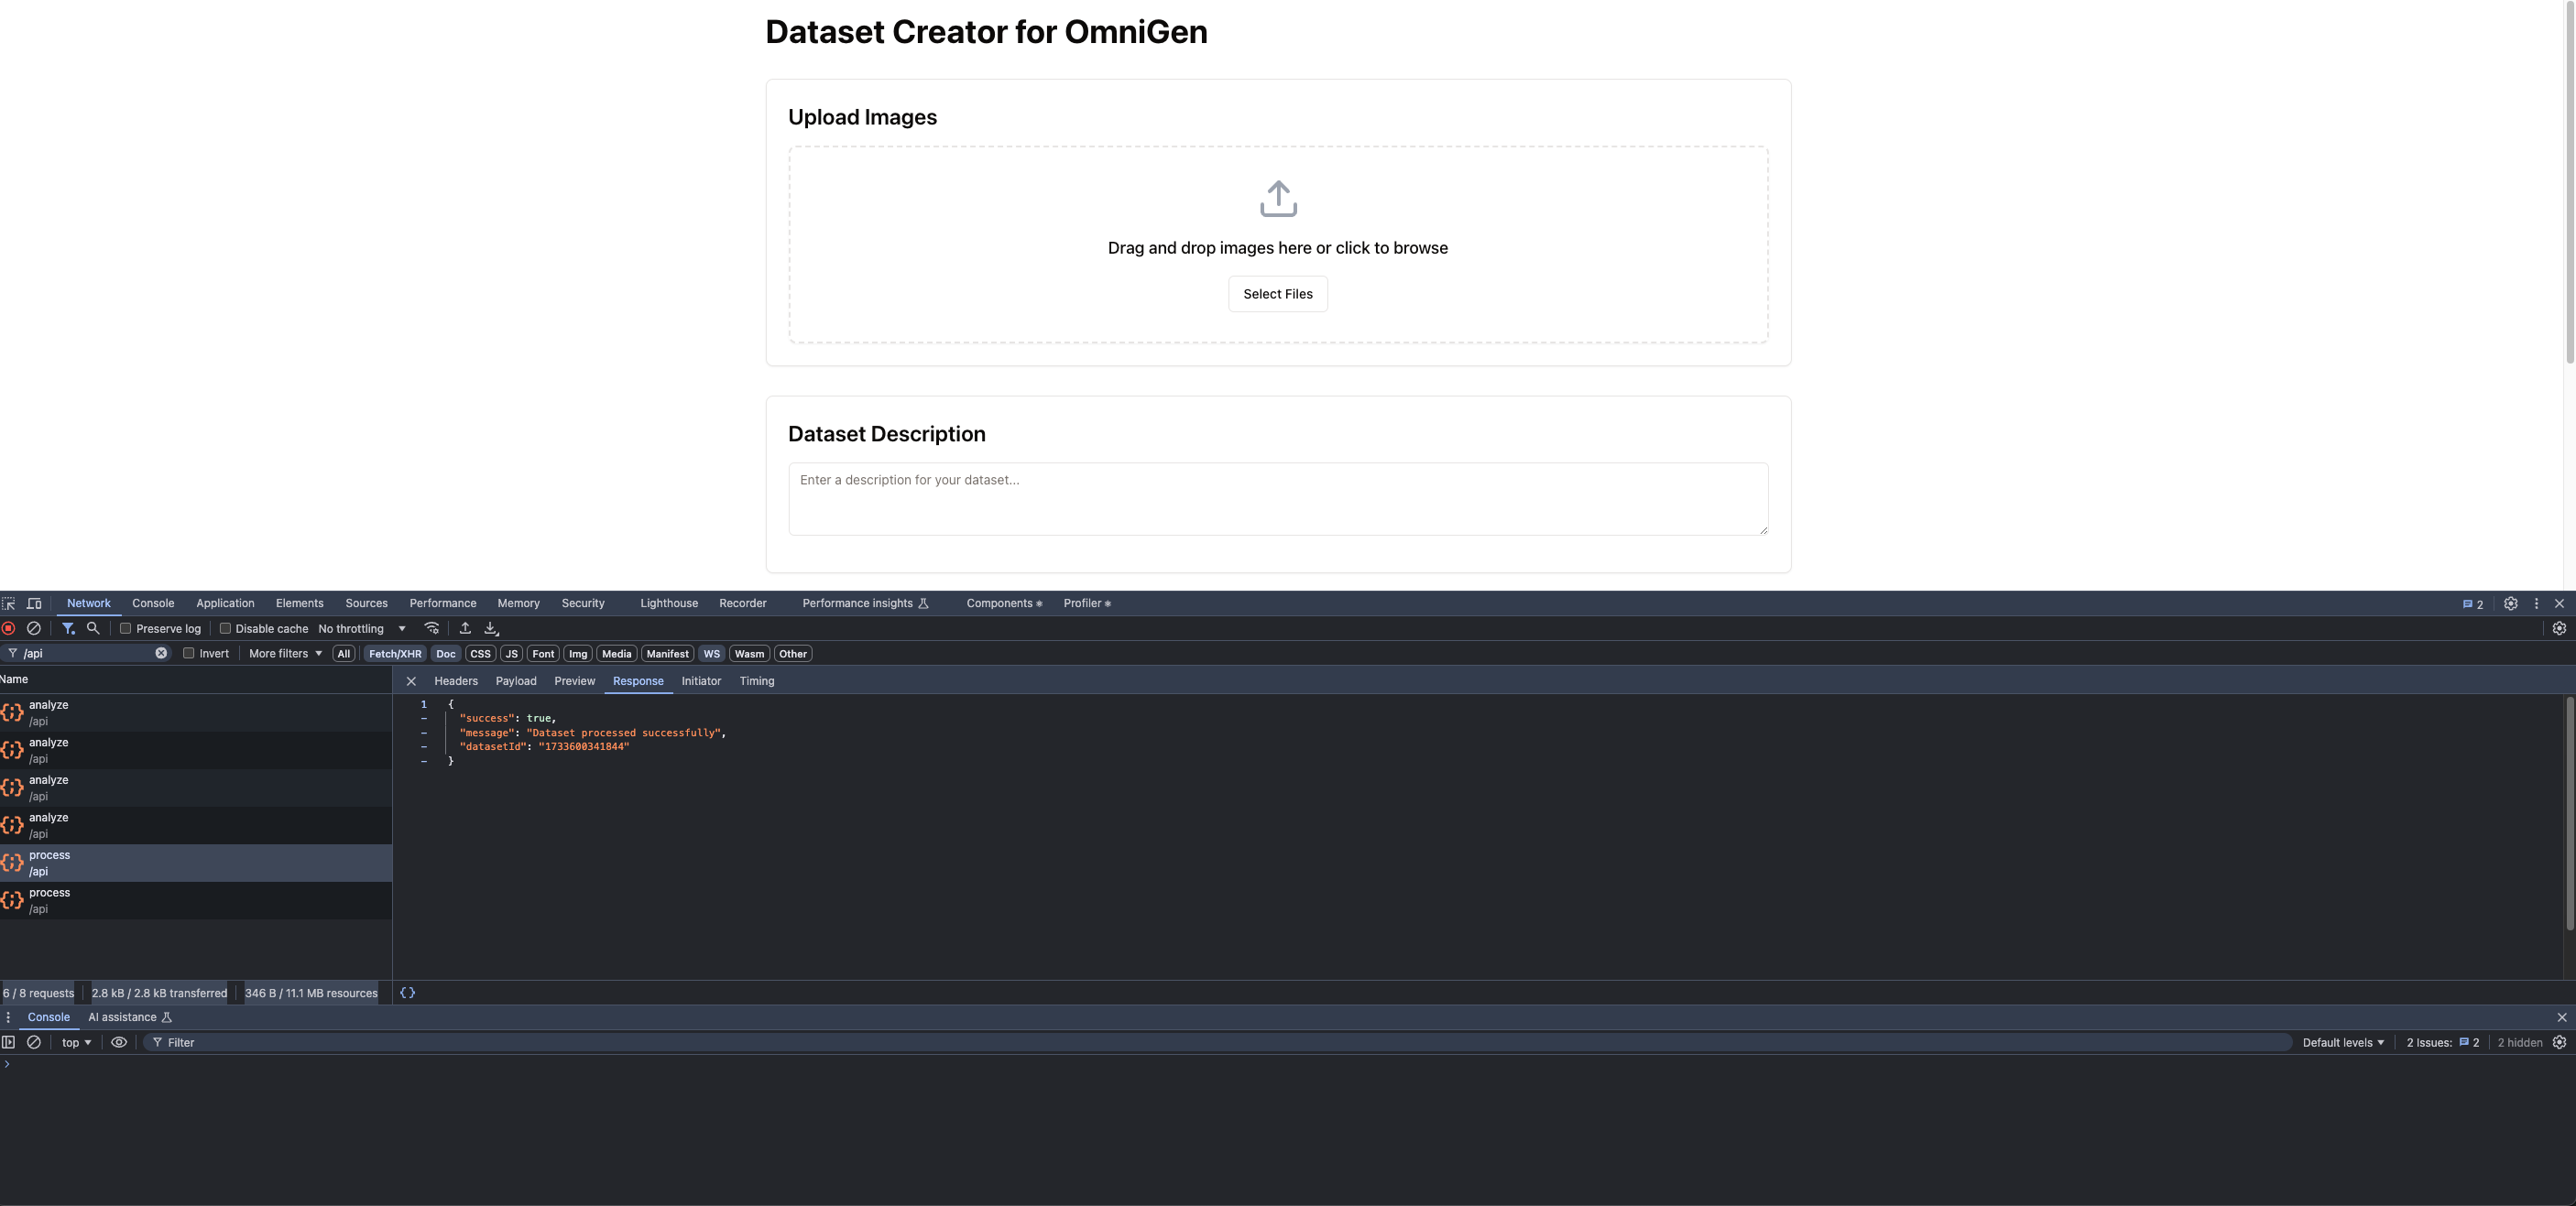 Dataset Creator for OmniGen
Upload Images
Drag and drop images here or click to browse
Select Files
Dataset Description
Enter a description for your dataset...
Network Console Application Elements Sources Performance Memory Security Lighthouse Recorder Performance insights Components Profiler 2
Preserve log Disable cache No throttling
/api Invert More filters All Fetch/XHR Doc CSS JS Font Img Media Manifest WS Wasm Other
Name
Headers Payload Preview Response Initiator Timing
analyze
/api
analyze
/api
analyze
/api
analyze
/api
process
/api
process
/api
1 {
- "success": true,
- "message": "Dataset processed successfully",
- "datasetId": "1733600341844"
- }
6 / 8 requests 2.8 kB / 2.8 kB transferred 346 B / 11.1 MB resources {}
Console AI assistance
top Filter Default levels 2 Issues: 2 2 hidden